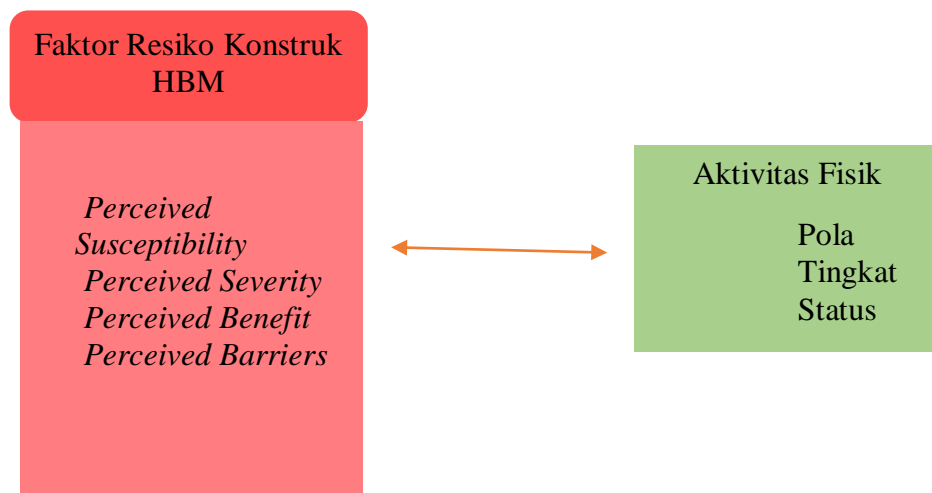 Faktor Resiko Konstruk
HBM
Perceived
Susceptibility
Perceived Severity
Perceived Benefit
Perceived Barriers
Aktivitas Fisik
Pola
Tingkat
Status